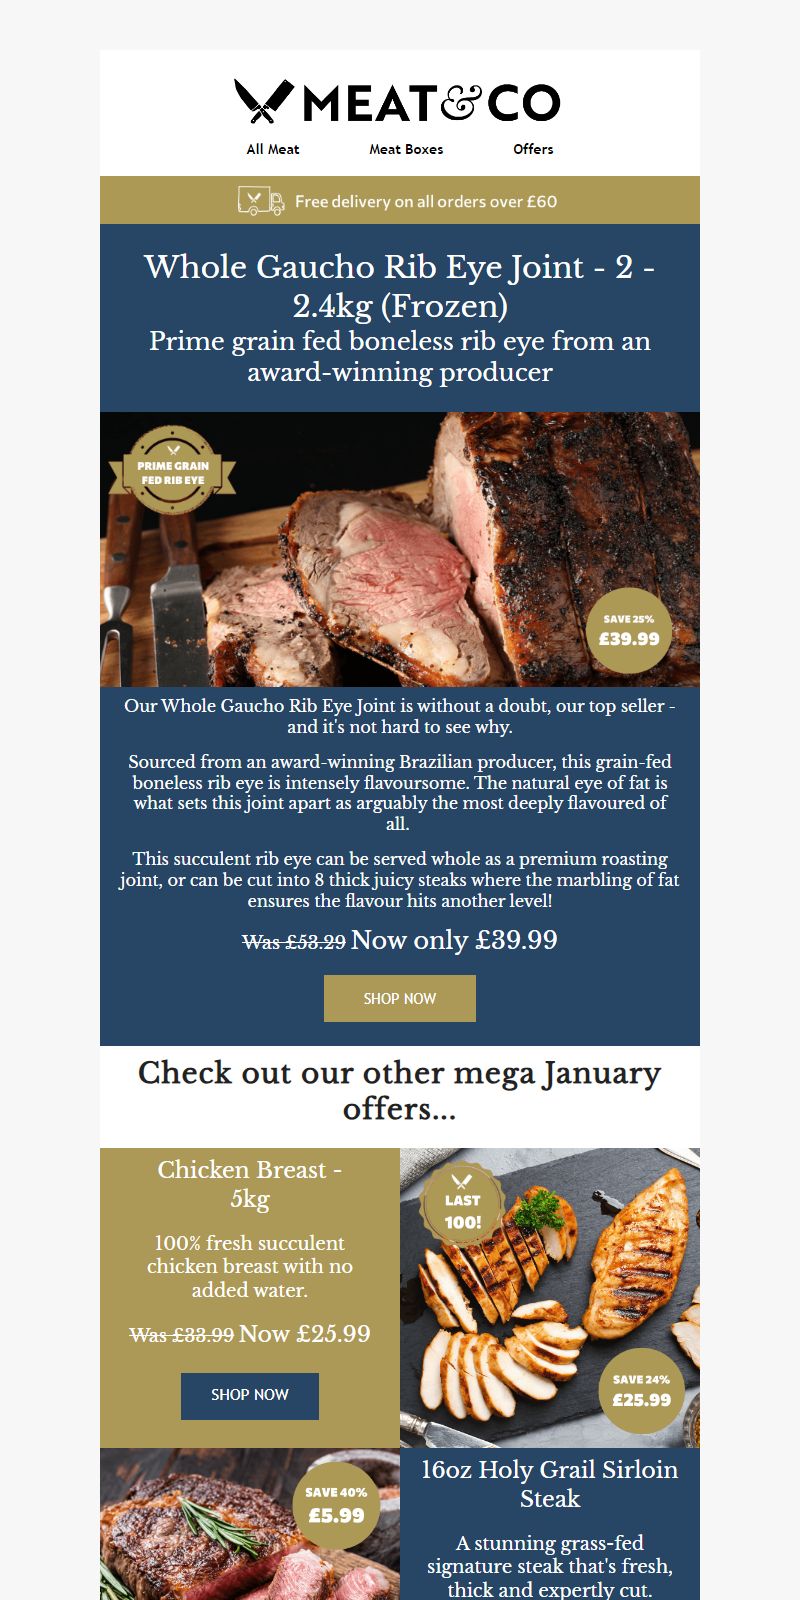 MEAT&CO
All Meat Meat Boxes Offers
Free delivery on all orders over £60
Whole Gaucho Rib Eye Joint - 2 -
2.4kg (Frozen)
Prime grain fed boneless rib eye from an
award-winning producer
PRIME GRAIN
FED RIB EYE
SAVE 25%
£39.99
Our Whole Gaucho Rib Eye Joint is without a doubt, our top seller -
and it's not hard to see why.
Sourced from an award-winning Brazilian producer, this grain-fed
boneless rib eye is intensely flavoursome. The natural eye of fat is
what sets this joint apart as arguably the most deeply flavoured of
all.
This succulent rib eye can be served whole as a premium roasting
joint, or can be cut into 8 thick juicy steaks where the marbling of fat
ensures the flavour hits another level!
Was £53.29 Now only £39.99
SHOP NOW
Check out our other mega January
offers...
Chicken Breast -
5kg
100% fresh succulent
chicken breast with no
added water.
Was £33.99 Now £25.99
SHOP NOW
LAST
100!
SAVE 24%
£25.99
SAVE 40%
£5.99
16oz Holy Grail Sirloin
Steak
A stunning grass-fed
signature steak that's fresh,
thick and expertly cut.